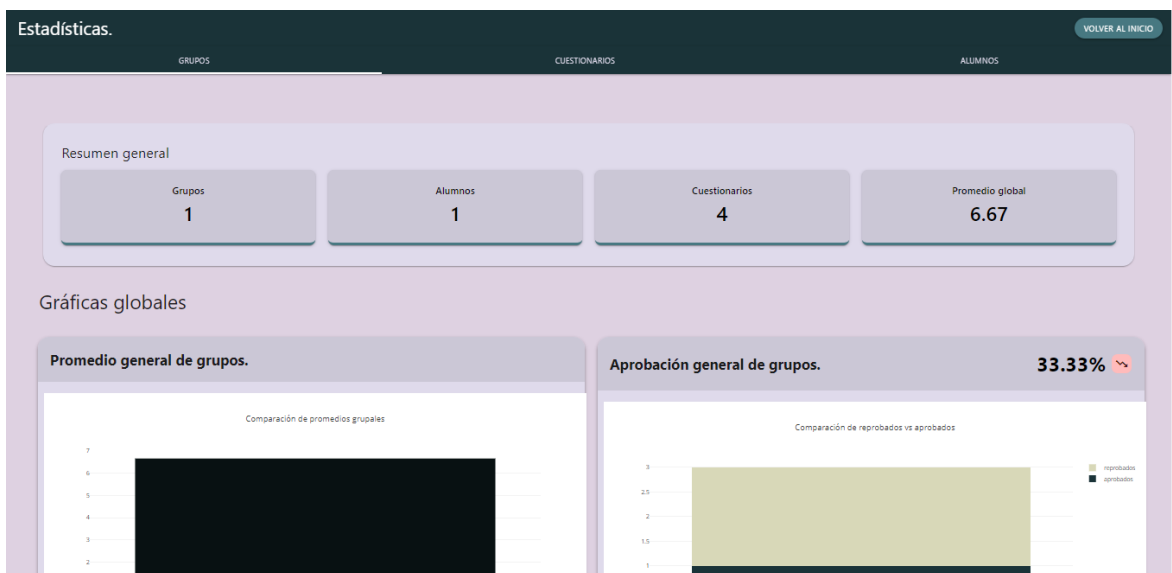 Estadísticas.
VOLVER AL INICIO
GRUPOS
CUESTIONARIOS
ALUMNOS
Resumen general
Grupos
1
Alumnos
1
Cuestionarios
4
Promedio global
6.67
Gráficas globales
Promedio general de grupos.
Comparación de promedios grupales
7
6
5
4
3
2
Aprobación general de grupos.
33.33%
Comparación de reprobados vs aprobados
3
2.5
2
1.5
1
reprobados
aprobados